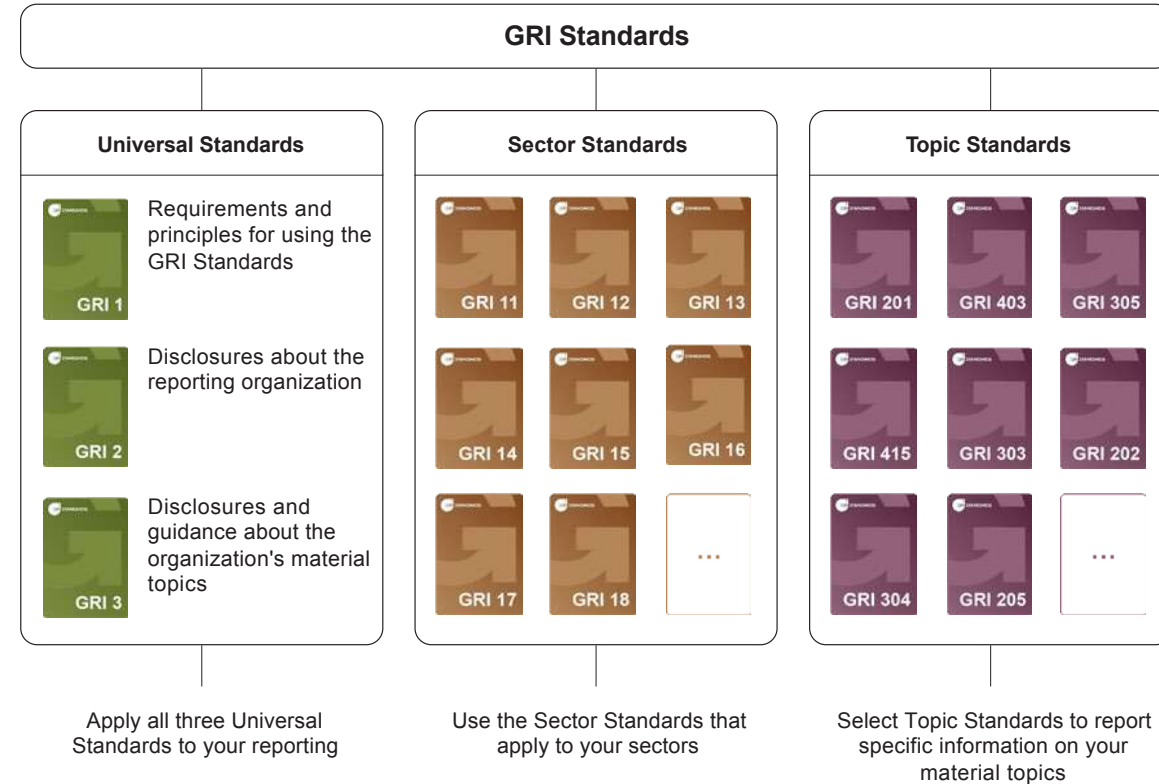 GRI Standards
Universal Standards
Requirements and
principles for using the
GRI Standards
GRI 1
Disclosures about the
reporting organization
GRI 2
Disclosures and
guidance about the
organization's material
topics
GRI 3
Apply all three Universal
Standards to your reporting
Sector Standards
GRI 11
GRI 12
GRI 13
GRI 14
GRI 15
GRI 16
GRI 17
GRI 18
...
Use the Sector Standards that
apply to your sectors
Topic Standards
GRI 201
GRI 403
GRI 305
GRI 415
GRI 303
GRI 202
GRI 304
GRI 205
...
Select Topic Standards to report
specific information on your
material topics